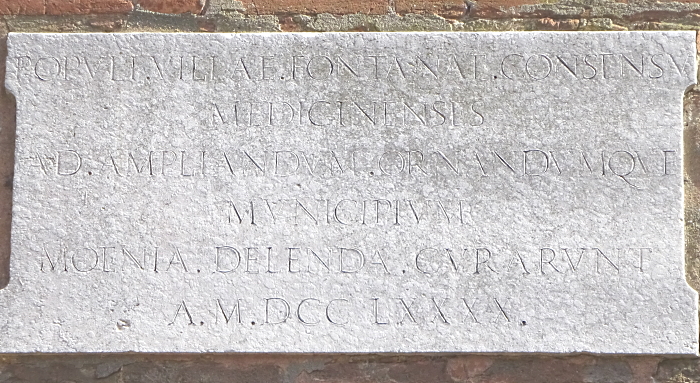 POPVLI.VILLAE.FONTANAE.CONSENSV
MEDICINENSES
AD.AMPLIANDVM.ORNANDVMQVE
MVNICIPIVM
MOENIA.DELENDA.CVRARVNT
A.M.DCC LXXXX.